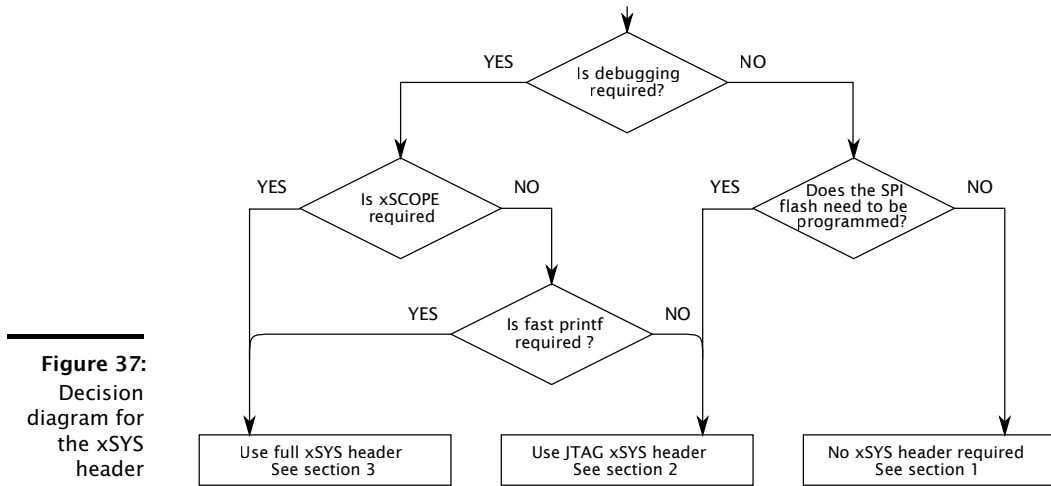 Is debugging
required?
YES
NO
Is xSCOPE
required
YES
NO
Does the SPI
flash need to be
programmed?
YES
NO
Is fast printf
required ?
YES
NO
Use full xSYS header
See section 3
Use JTAG xSYS header
See section 2
No xSYS header required
See section 1
Figure 37:
Decision
diagram for
the xSYS
header